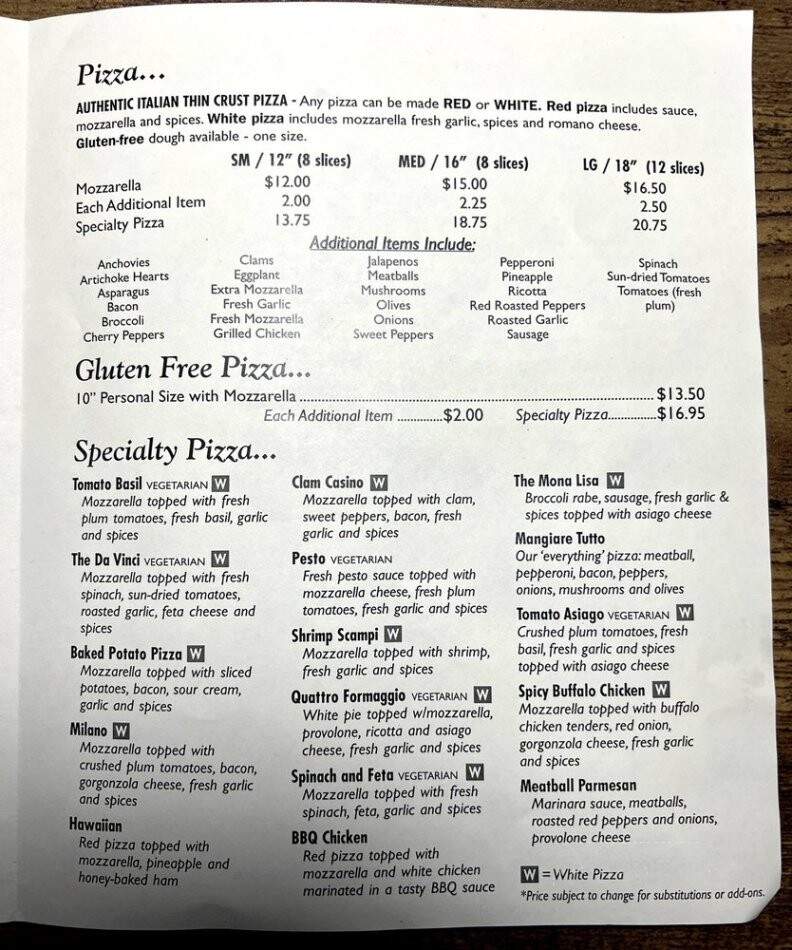 Pizza...
AUTHENTIC ITALIAN THIN CRUST PIZZA - Any pizza can be made RED or WHITE. Red pizza includes sauce,
mozzarella and spices. White pizza includes mozzarella fresh garlic, spices and romano cheese.
Gluten-free dough available - one size.
SM / 12" (8 slices) MED / 16" (8 slices) LG / 18" (12 slices)
Mozzarella $12.00 $15.00 $16.50
Each Additional Item 2.00 2.25 2.50
Specialty Pizza 13.75 18.75 20.75
Additional Items Include:
Anchovies
Artichoke Hearts
Asparagus
Bacon
Broccoli
Cherry Peppers
Clams
Eggplant
Extra Mozzarella
Fresh Garlic
Fresh Mozzarella
Grilled Chicken
Jalapenos
Meatballs
Mushrooms
Olives
Onions
Sweet Peppers
Pepperoni
Pineapple
Ricotta
Red Roasted Peppers
Roasted Garlic
Sausage
Spinach
Sun-dried Tomatoes
Tomatoes (fresh
plum)
Gluten Free Pizza...
10" Personal Size with Mozzarella ........ $13.50
Each Additional Item ............$2.00 Specialty Pizza............$16.95
Specialty Pizza...
Tomato Basil VEGETARIAN W
Mozzarella topped with fresh
plum tomatoes, fresh basil, garlic
and spices
The Da Vinci VEGETARIAN W
Mozzarella topped with fresh
spinach, sun-dried tomatoes,
roasted garlic, feta cheese and
spices
Baked Potato Pizza W
Mozzarella topped with sliced
potatoes, bacon, sour cream,
garlic and spices
Milano W
Mozzarella topped with
crushed plum tomatoes, bacon,
gorgonzola cheese, fresh garlic
and spices
Hawaiian
Red pizza topped with
mozzarella, pineapple and
honey-baked ham
Clam Casino W
Mozzarella topped with clam,
sweet peppers, bacon, fresh
garlic and spices
Pesto VEGETARIAN
Fresh pesto sauce topped with
mozzarella cheese, fresh plum
tomatoes, fresh garlic and spices
Shrimp Scampi W
Mozzarella topped with shrimp,
fresh garlic and spices
Quattro Formaggio VEGETARIAN W
White pie topped w/mozzarella,
provolone, ricotta and asiago
cheese, fresh garlic and spices
Spinach and Feta VEGETARIAN W
Mozzarella topped with fresh
spinach, feta, garlic and spices
BBQ Chicken
Red pizza topped with
mozzarella and white chicken
marinated in a tasty BBQ sauce
The Mona Lisa W
Broccoli rabe, sausage, fresh garlic &
spices topped with asiago cheese
Mangiare Tutto
Our 'everything' pizza: meatball,
pepperoni, bacon, peppers,
onions, mushrooms and olives
Tomato Asiago VEGETARIAN W
Crushed plum tomatoes, fresh
basil, fresh garlic and spices
topped with asiago cheese
Spicy Buffalo Chicken W
Mozzarella topped with buffalo
chicken tenders, red onion,
gorgonzola cheese, fresh garlic
and spices
Meatball Parmesan
Marinara sauce, meatballs,
roasted red peppers and onions,
provolone cheese
W = White Pizza
*Price subject to change for substitutions or add-ons.